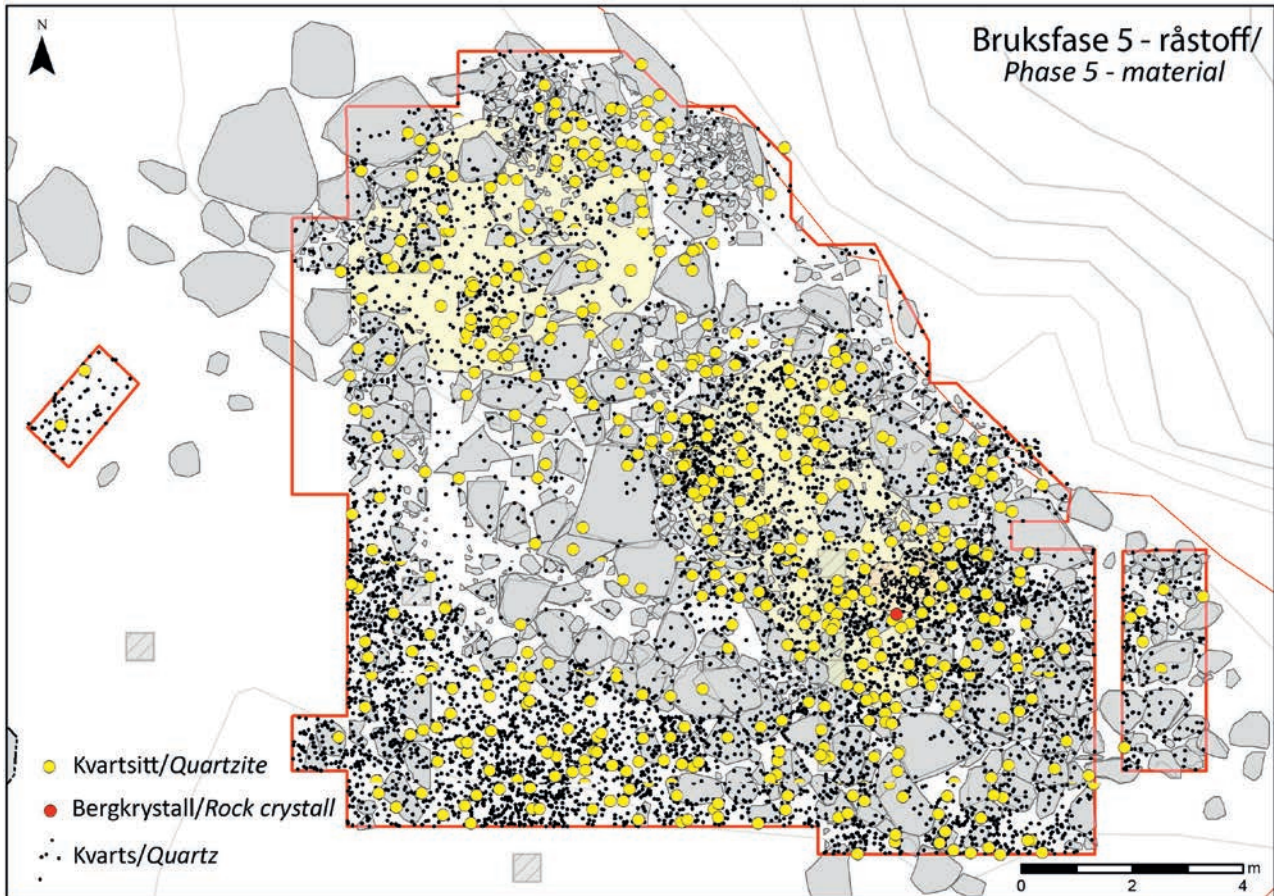 N
Bruksfase 5 - råstoff/
Phase 5 - material
Kvartsitt/Quartzite
Bergkrystall/Rock crystall
Kvarts/Quartz
m
0 2 4